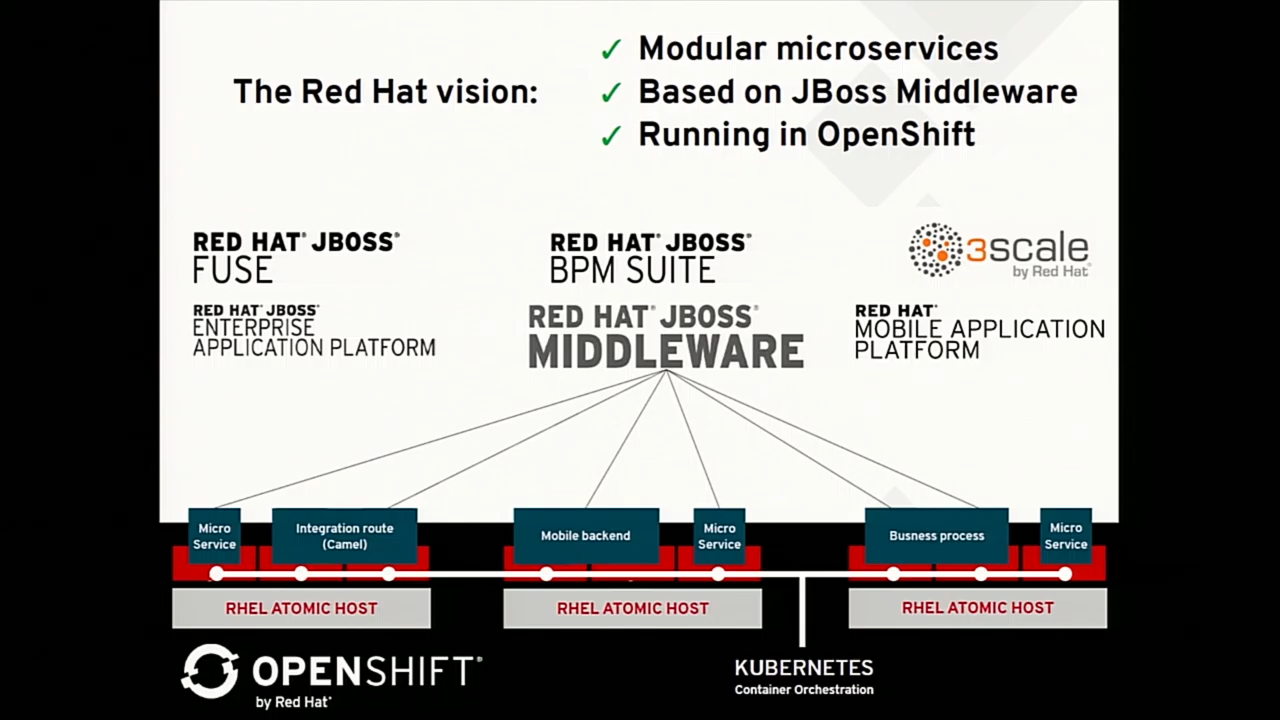 The Red Hat vision:
✓ Modular microservices
✓ Based on JBoss Middleware
✓ Running in OpenShift
RED HAT® JBOSS®
FUSE
RED HAT® JBOSS®
BPM SUITE
3scale
by Red Hat®
RED HAT® JBOSS®
ENTERPRISE
APPLICATION PLATFORM
RED HAT® JBOSS®
MIDDLEWARE
RED HAT®
MOBILE APPLICATION
PLATFORM
Micro
Service
Integration route
(Camel)
Mobile backend
Micro
Service
Busness process
Micro
Service
RHEL ATOMIC HOST
RHEL ATOMIC HOST
RHEL ATOMIC HOST
OPENSHIFT®
by Red Hat®
KUBERNETES
Container Orchestration